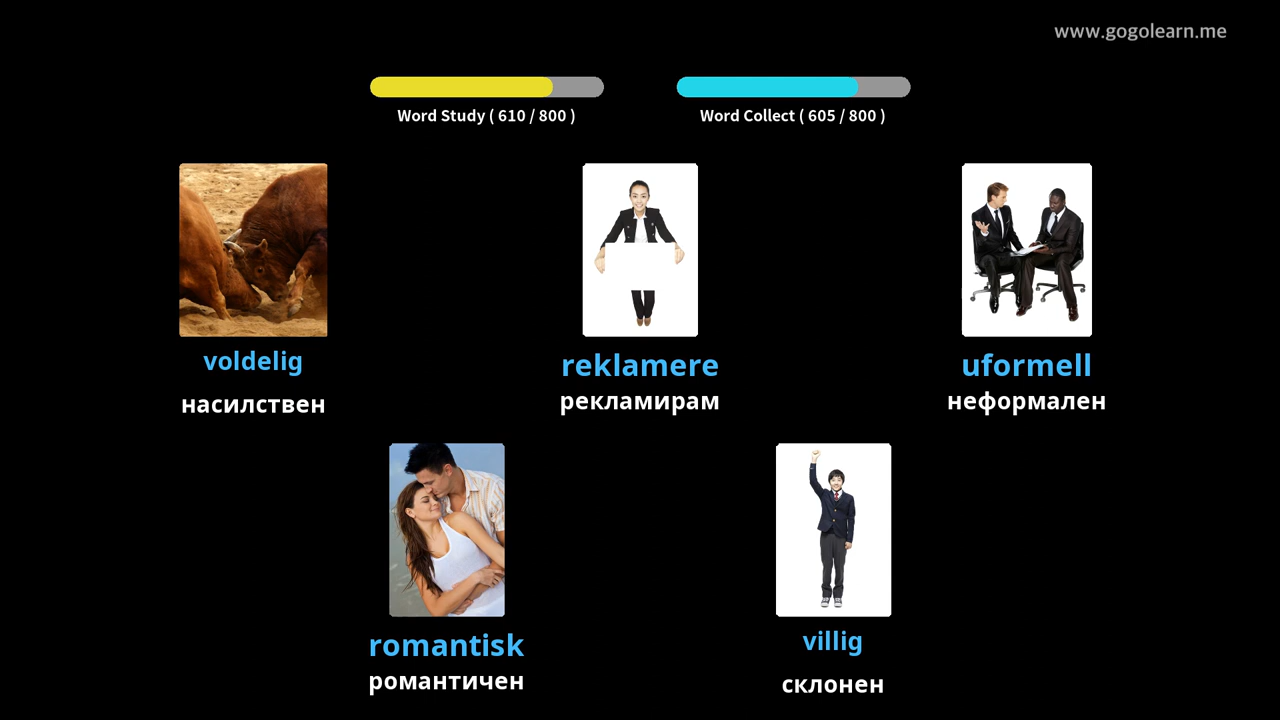 www.gogolearn.me
Word Study ( 610 / 800 )
Word Collect ( 605 / 800 )
voldelig
насилствен
reklamere
рекламирам
uformell
неформален
romantisk
романтичен
villig
склонен